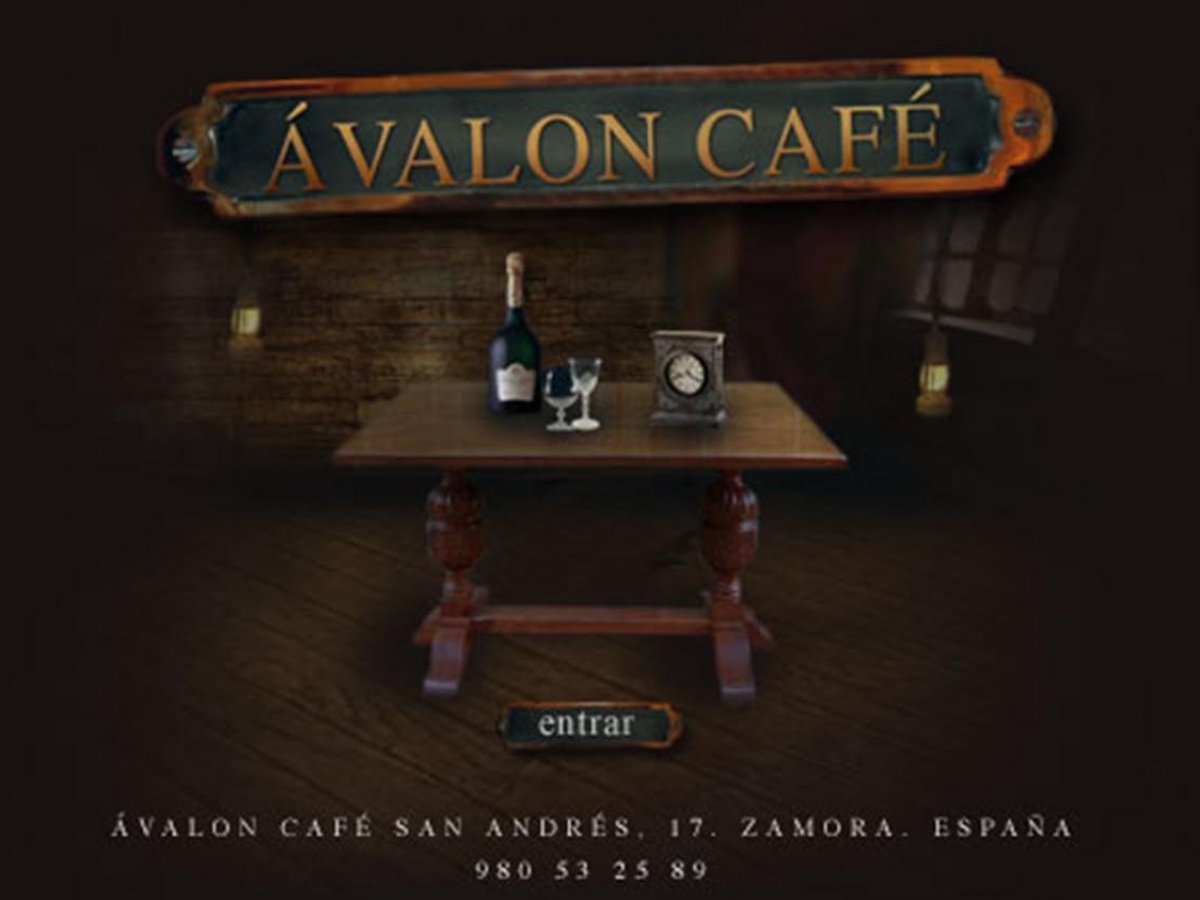 ÁVALON CAFÉ
entrar
ÁVALON CAFÉ SAN ANDRÉS, 17. ZAMORA. ESPAÑA
980 53 25 89